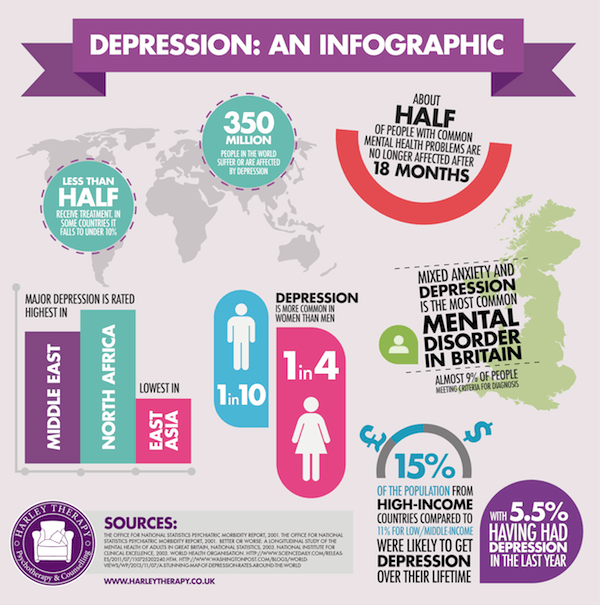 DEPRESSION: AN INFOGRAPHIC
350
MILLION
PEOPLE IN THE WORLD
SUFFER OR ARE AFFECTED
BY DEPRESSION
LESS THAN
HALF
RECEIVE TREATMENT. IN
SOME COUNTRIES IT
FALLS TO UNDER 10%
ABOUT
HALF
OF PEOPLE WITH COMMON
MENTAL HEALTH PROBLEMS ARE
NO LONGER AFFECTED AFTER
18 MONTHS
MAJOR DEPRESSION IS RATED
HIGHEST IN
MIDDLE EAST
NORTH AFRICA
LOWEST IN
EAST
ASIA
DEPRESSION
IS MORE COMMON IN
WOMEN THAN MEN
1in10
1in4
MIXED ANXIETY AND
DEPRESSION
IS THE MOST COMMON
MENTAL
DISORDER
IN BRITAIN
ALMOST 9% OF PEOPLE
MEETING CRITERIA FOR DIAGNOSIS
£ $
15%
OF THE POPULATION FROM
HIGH-INCOME
COUNTRIES COMPARED TO
11% FOR LOW/MIDDLE-INCOME
WERE LIKELY TO GET
DEPRESSION
OVER THEIR LIFETIME
WITH 5.5%
HAVING HAD
DEPRESSION
IN THE LAST YEAR
HARLEY THERAPY
Psychotherapy & Counselling
SOURCES:
THE OFFICE FOR NATIONAL STATISTICS PSYCHIATRIC MORBIDITY REPORT, 2001. THE OFFICE FOR NATIONAL
STATISTICS PSYCHIATRIC MORBIDITY REPORT, 2001. BETTER OR WORSE: A LONGITUDINAL STUDY OF THE
MENTAL HEALTH OF ADULTS IN GREAT BRITAIN, NATIONAL STATISTICS, 2003. NATIONAL INSTITUTE FOR
CLINICAL EXCELLENCE, 2003. WORLD HEALTH ORGANISATION. HTTP://WWW.SCIENCEDAILY.COM/RELEAS-
ES/2011/07/110725202240.HTM. HTTP://WWW.WASHINGTONPOST.COM/BLOGS/WORLD-
VIEWS/WP/2013/11/07/A-STUNNING-MAP-OF-DEPRESSION-RATES-AROUND-THE-WORLD
WWW.HARLEYTHERAPY.CO.UK